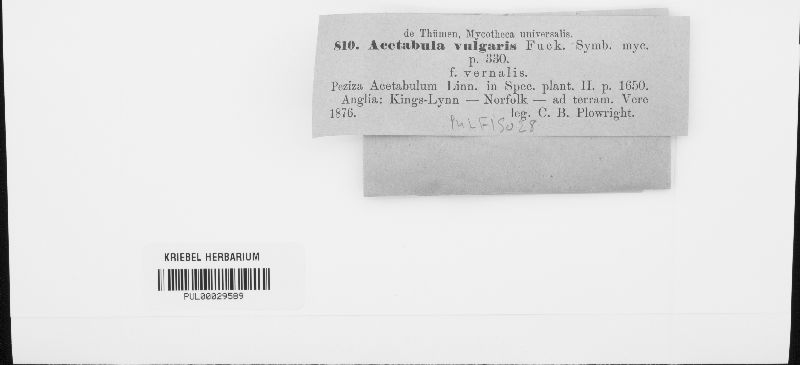 de Thümen, Mycotheca universalis.
810. Acetabula vulgaris Fuck. Symb. myc.
p. 330.
f. vernalis.
Peziza Acetabulum Linn. in Spec. plant. II. p. 1650.
Anglia: Kings-Lynn — Norfolk — ad terram. Vere
1876. leg. C. B. Plowright.
KRIEBEL HERBARIUM
PUL00029589